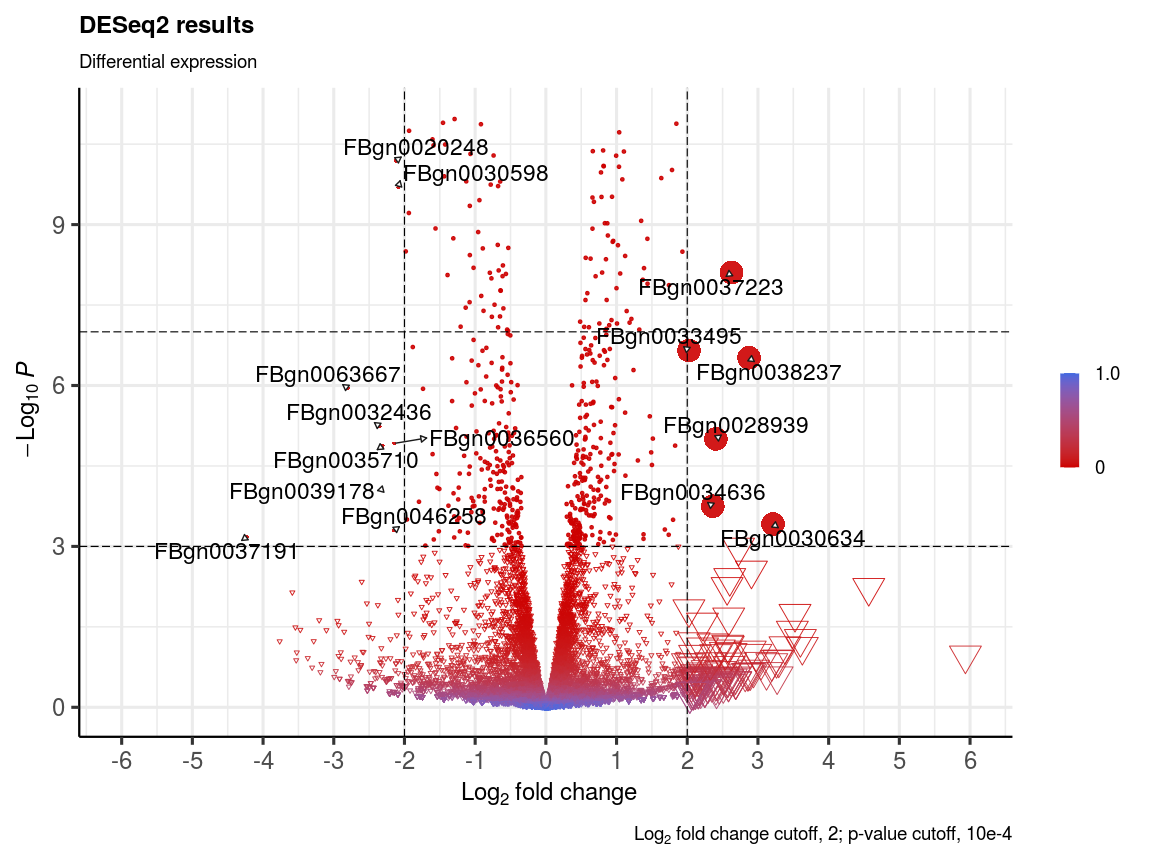 DESeq2 results
Differential expression
−Log10 P
9
6
3
0
FBgn0020248
FBgn0030598
FBgn0037223
FBgn0033495
FBgn0038237
FBgn0063667
FBgn0032436
FBgn0028939
FBgn0036560
FBgn0035710
FBgn0039178
FBgn0034636
FBgn0046258
FBgn0030634
FBgn0037191
1.0
0
-6 -5 -4 -3 -2 -1 0 1 2 3 4 5 6
Log2 fold change
Log2 fold change cutoff, 2; p-value cutoff, 10e-4